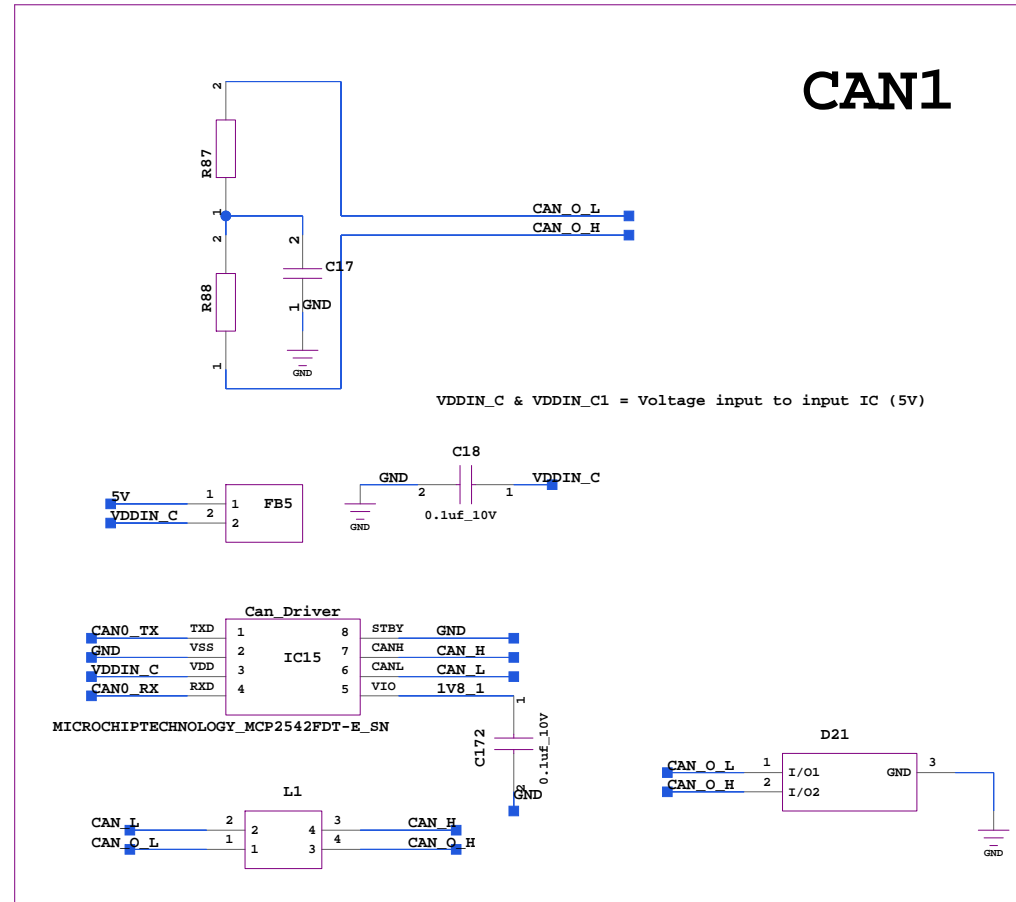 CAN1
2
R87
1
CAN_O_L
2
2
CAN_O_H
C17
R88
1
GND
1
GND
VDDIN_C & VDDIN_C1 = Voltage input to input IC (5V)
C18
GND
VDDIN_C
2
1
5V
1
1
FB5
VDDIN_C
2
2
GND
0.1uf_10V
Can_Driver
CAN0_TX TXD 1 8 STBY GND
GND VSS 2 IC15 7 CANH CAN_H
VDDIN_C VDD 3 6 CANL CAN_L
CAN0_RX RXD 4 5 VIO 1V8_1
1
MICROCHIPTECHNOLOGY_MCP2542FDT-E_SN
C172
0.1uf_10V
2
GND
D21
CAN_O_L 1 I/O1 GND 3
CAN_O_H 2 I/O2
GND
L1
CAN_L 2 2 4 3 CAN_H
CAN_O_L 1 1 3 4 CAN_O_H